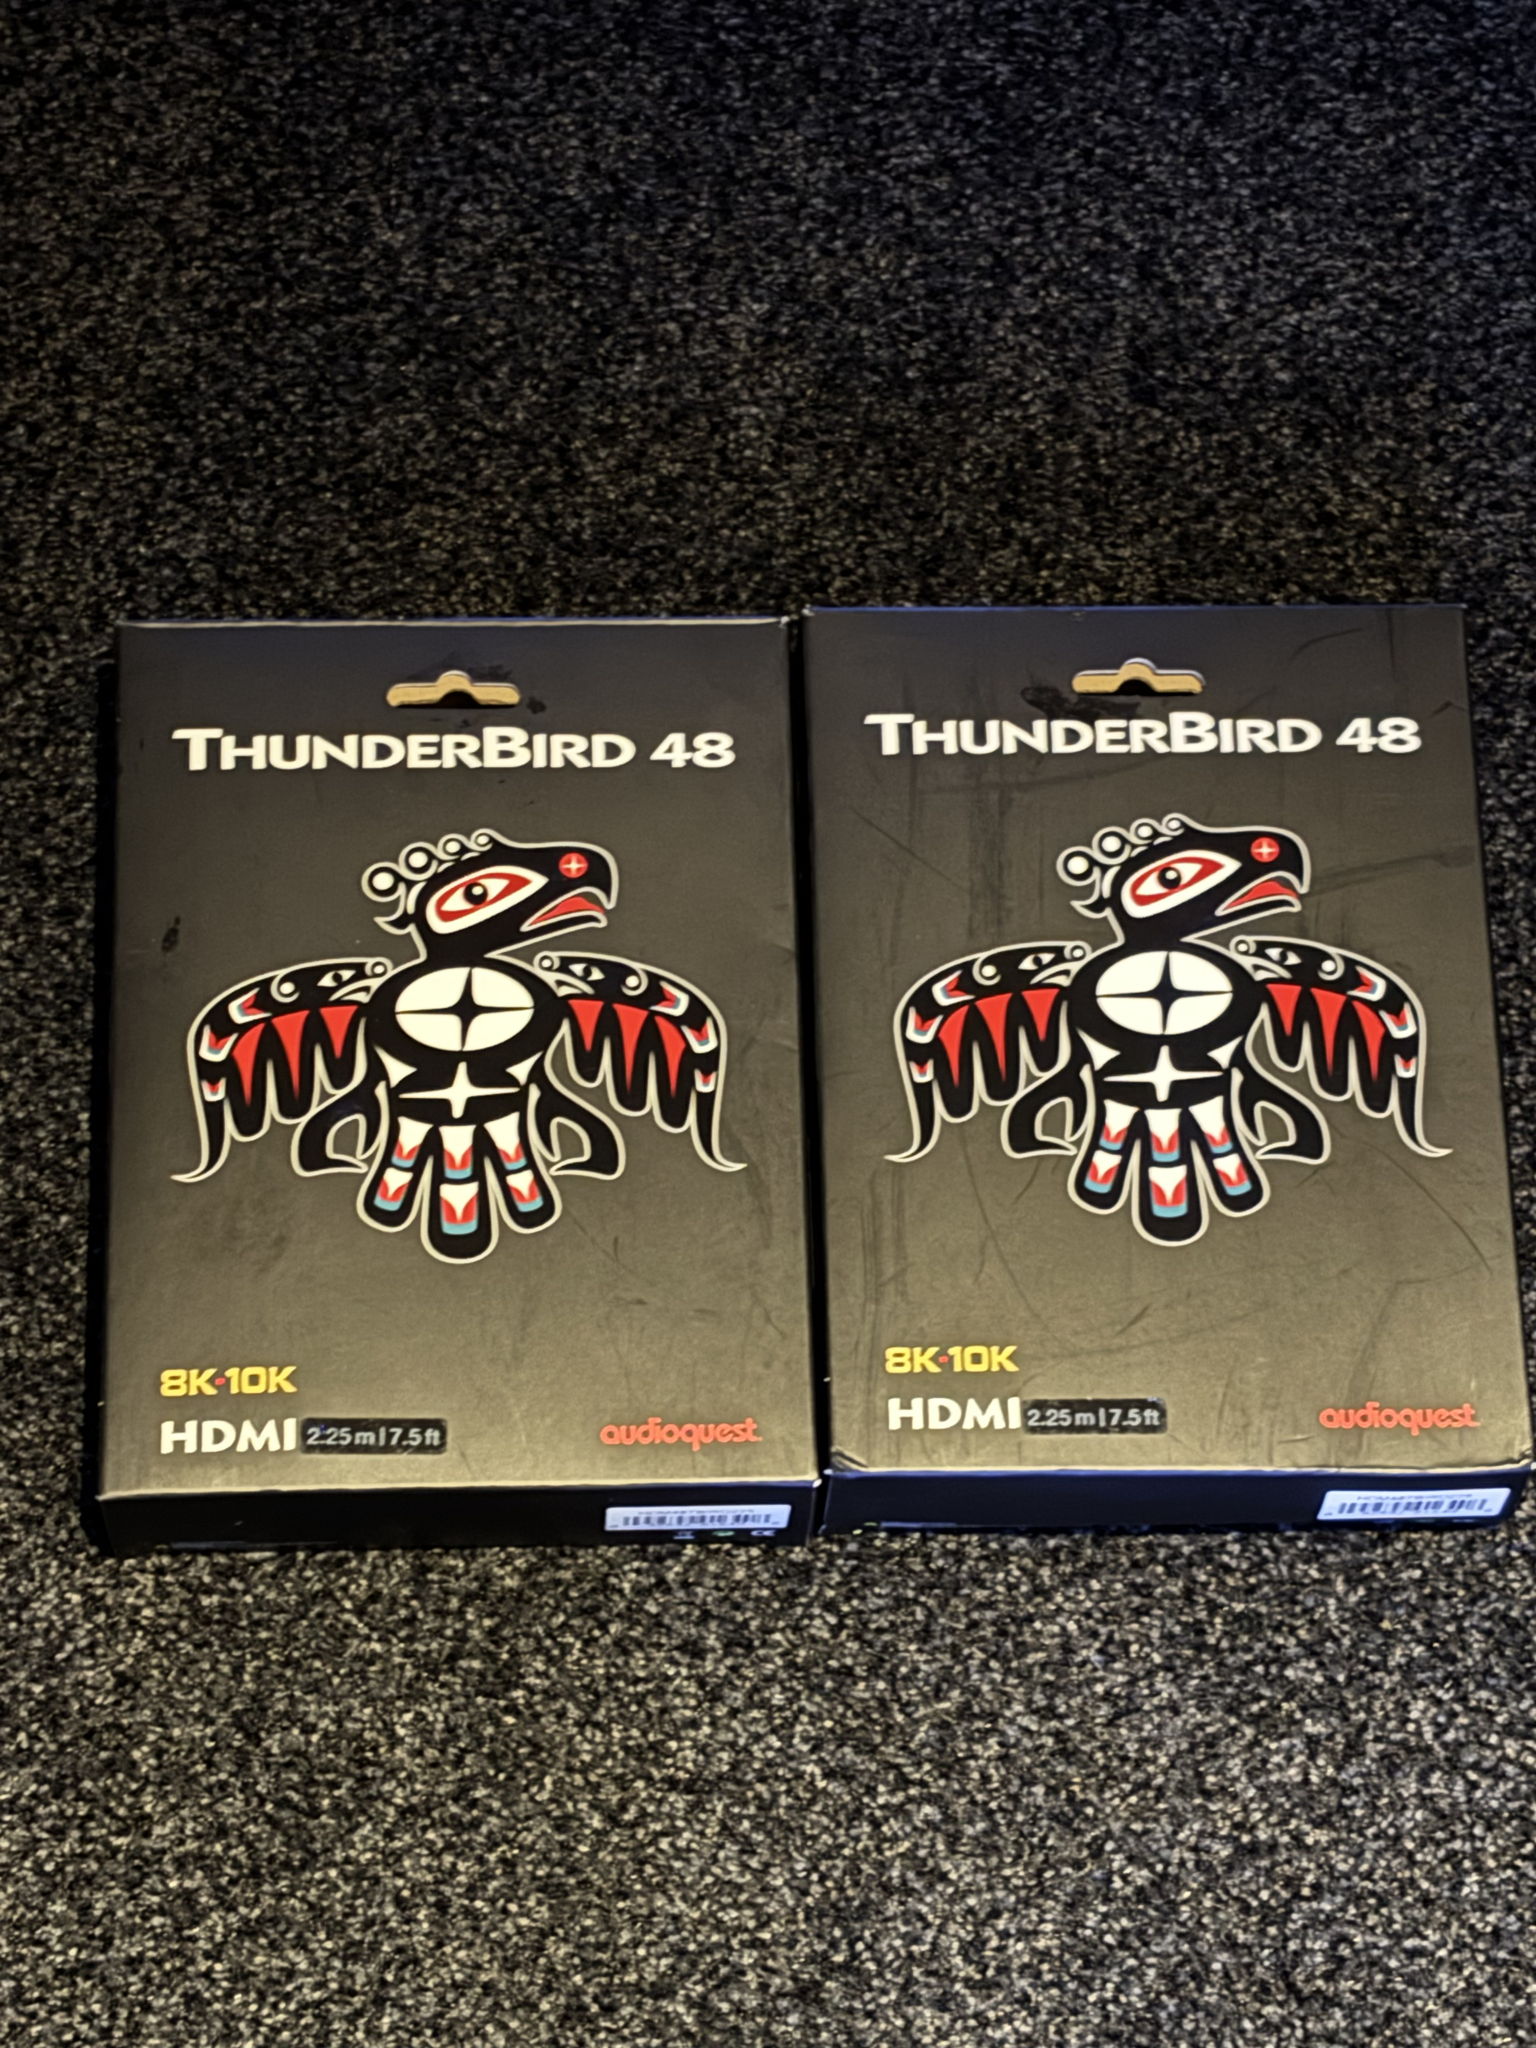 THUNDERBIRD 48
8K·10K
HDMI 2.25m|7.5ft
audioquest.
THUNDERBIRD 48
8K·10K
HDMI 2.25m|7.5ft
audioquest.
CE